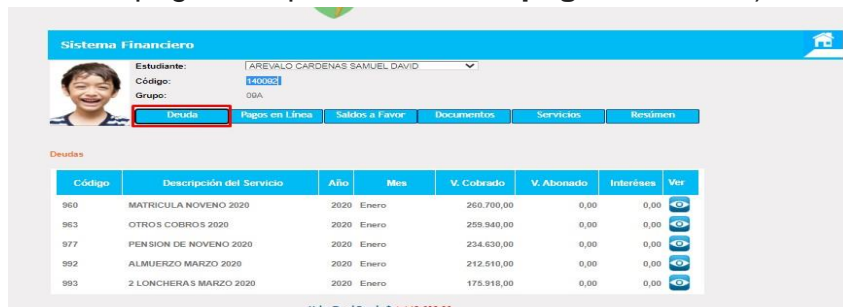 Sistema Financiero
Estudiante: AREVALO CARDENAS SAMUEL DAVID
Código: 140092
Grupo: 09A
Deuda Pagos en Línea Saldos a Favor Documentos Servicios Resúmen
Deudas
Código Descripción del Servicio Año Mes V. Cobrado V. Abonado Interéses Ver
960 MATRICULA NOVENO 2020 2020 Enero 260.700,00 0,00 0,00
963 OTROS COBROS 2020 2020 Enero 259.940,00 0,00 0,00
977 PENSION DE NOVENO 2020 2020 Enero 234.630,00 0,00 0,00
992 ALMUERZO MARZO 2020 2020 Enero 212.510,00 0,00 0,00
993 2 LONCHERAS MARZO 2020 2020 Enero 175.918,00 0,00 0,00